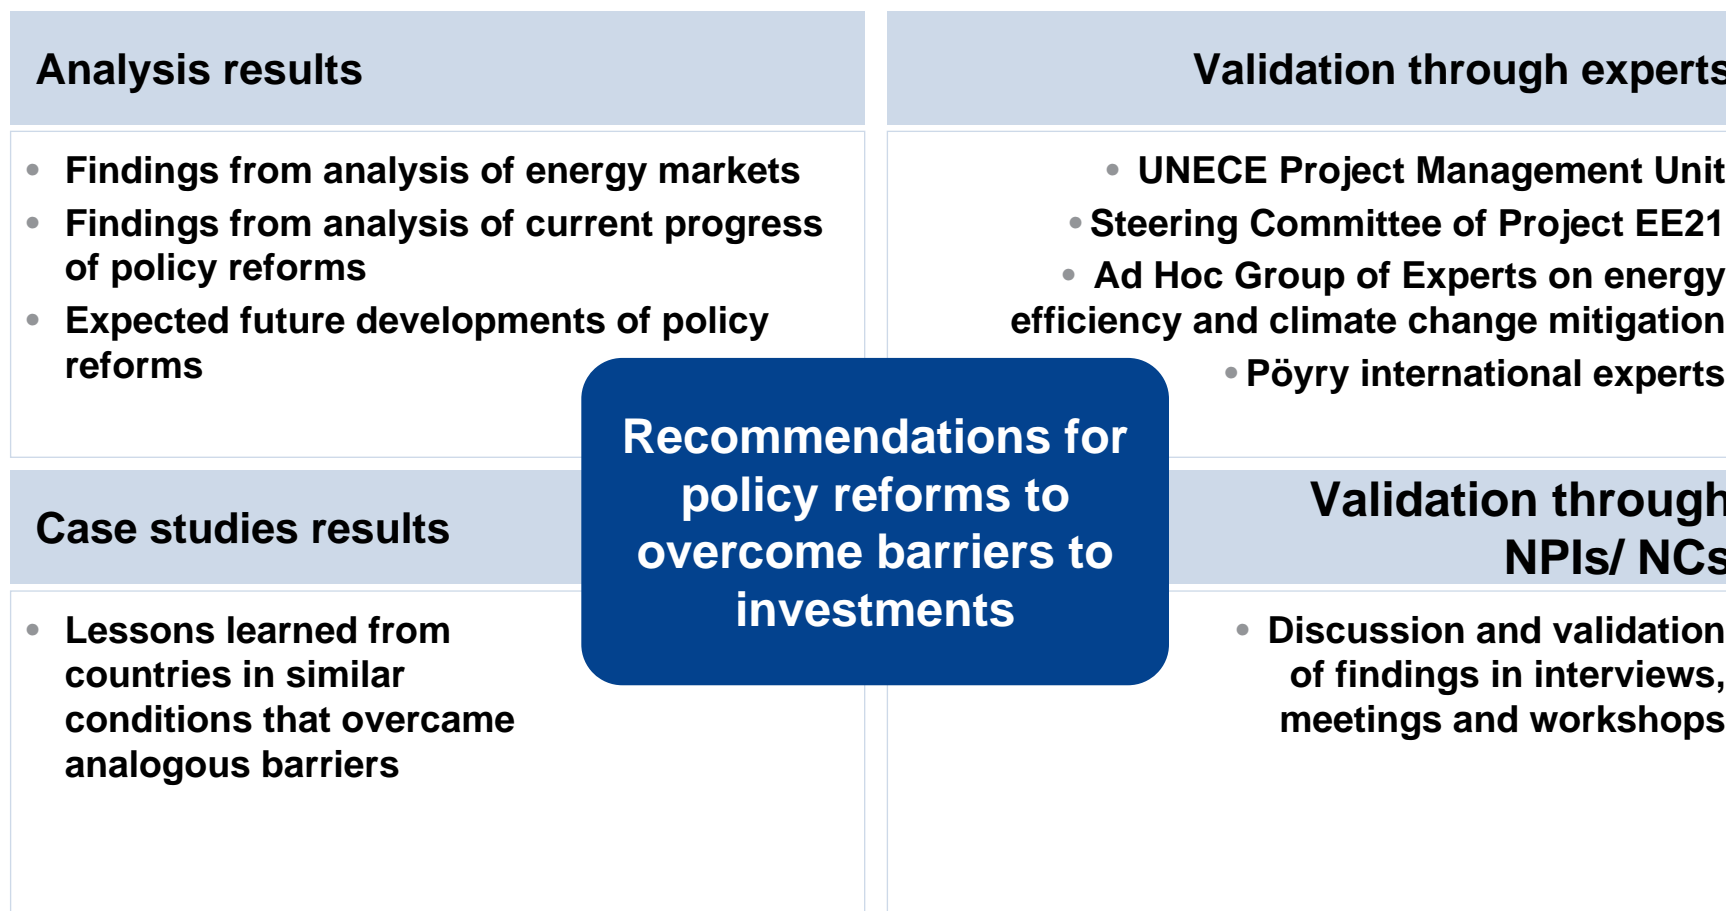 Analysis results
• Findings from analysis of energy markets
• Findings from analysis of current progress
of policy reforms
• Expected future developments of policy
reforms
Validation through experts
• UNECE Project Management Unit
• Steering Committee of Project EE21
• Ad Hoc Group of Experts on energy
efficiency and climate change mitigation
• Pöyry international experts
Recommendations for
policy reforms to
overcome barriers to
investments
Case studies results
• Lessons learned from
countries in similar
conditions that overcame
analogous barriers
Validation through
NPIs/ NCs
• Discussion and validation
of findings in interviews,
meetings and workshops